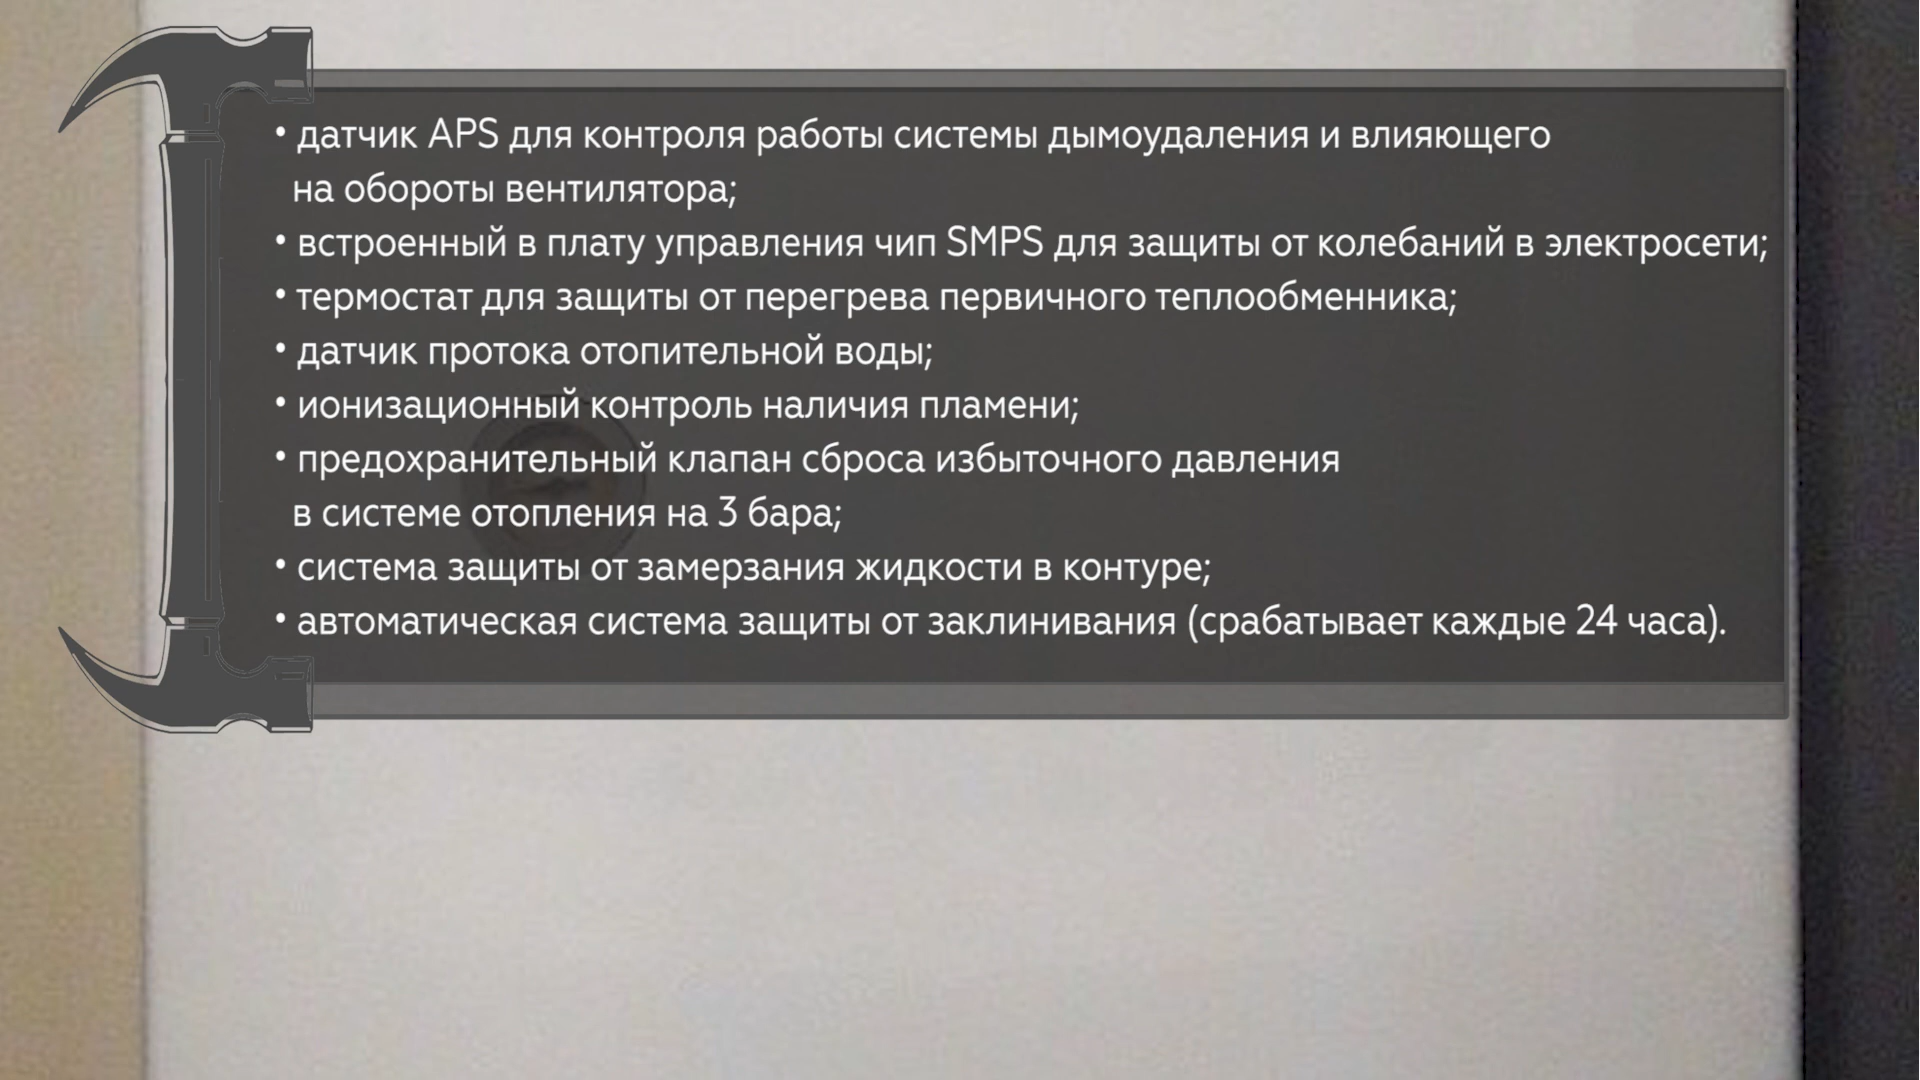 • датчик APS для контроля работы системы дымоудаления и влияющего
на обороты вентилятора;
• встроенный в плату управления чип SMPS для защиты от колебаний в электросети;
• термостат для защиты от перегрева первичного теплообменника;
• датчик протока отопительной воды;
• ионизационный контроль наличия пламени;
• предохранительный клапан сброса избыточного давления
в системе отопления на 3 бара;
• система защиты от замерзания жидкости в контуре;
• автоматическая система защиты от заклинивания (срабатывает каждые 24 часа).